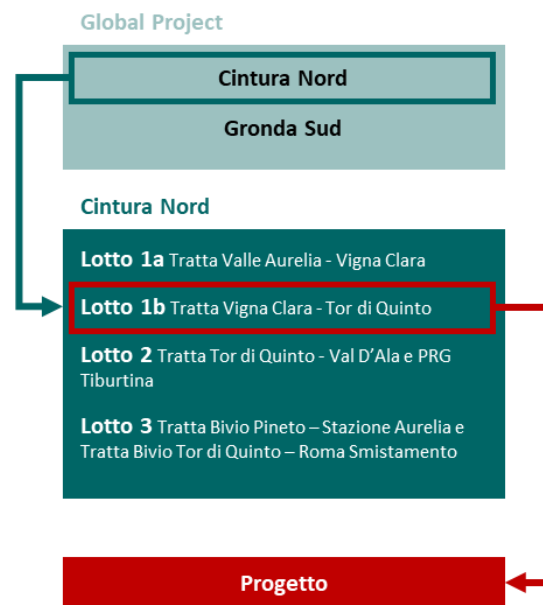 Global Project
Cintura Nord
Gronda Sud
Cintura Nord
Lotto 1a Tratta Valle Aurelia - Vigna Clara
Lotto 1b Tratta Vigna Clara - Tor di Quinto
Lotto 2 Tratta Tor di Quinto - Val D’Ala e PRG
Tiburtina
Lotto 3 Tratta Bivio Pineto – Stazione Aurelia e
Tratta Bivio Tor di Quinto – Roma Smistamento
Progetto